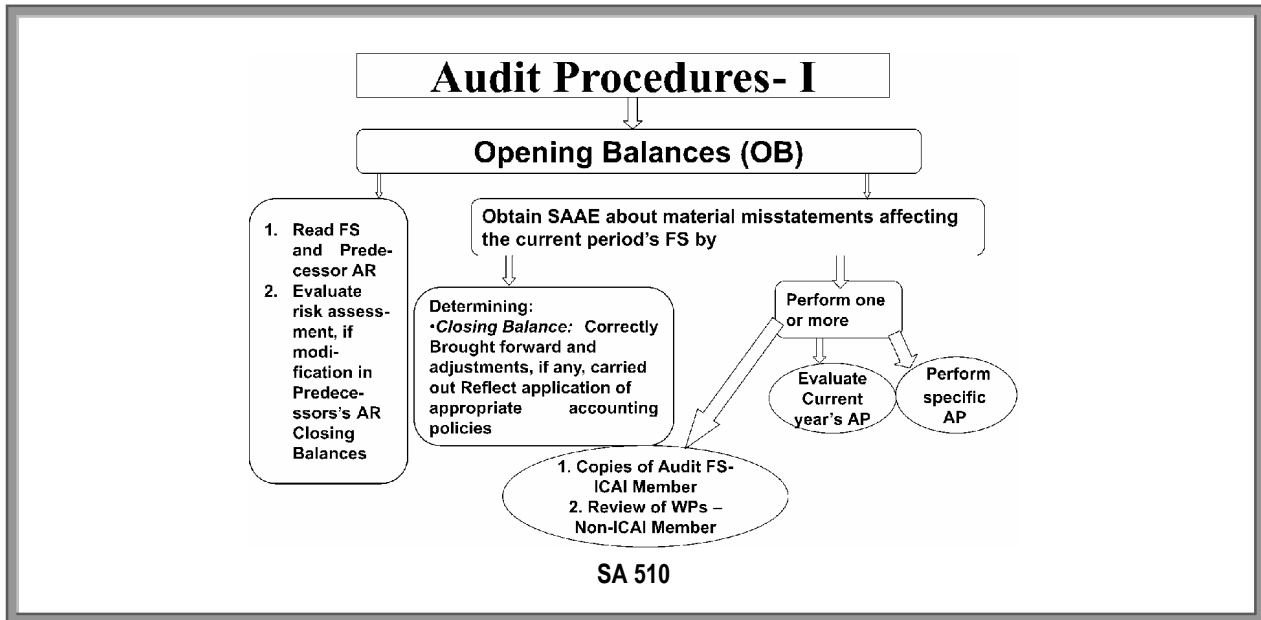 Audit Procedures- I
Opening Balances (OB)
1. Read FS
and Prede-
cessor AR
2. Evaluate
risk assess-
ment, if
modi-
fication in
Predece-
ssors's AR
Closing
Balances
Obtain SAAE about material misstatements affecting
the current period's FS by
Determining:
•Closing Balance: Correctly
Brought forward and
adjustments, if any, carried
out Reflect application of
appropriate accounting
policies
Perform one
or more
Evaluate
Current
year's AP
Perform
specific
AP
1. Copies of Audit FS-
ICAI Member
2. Review of WPs –
Non-ICAI Member
SA 510